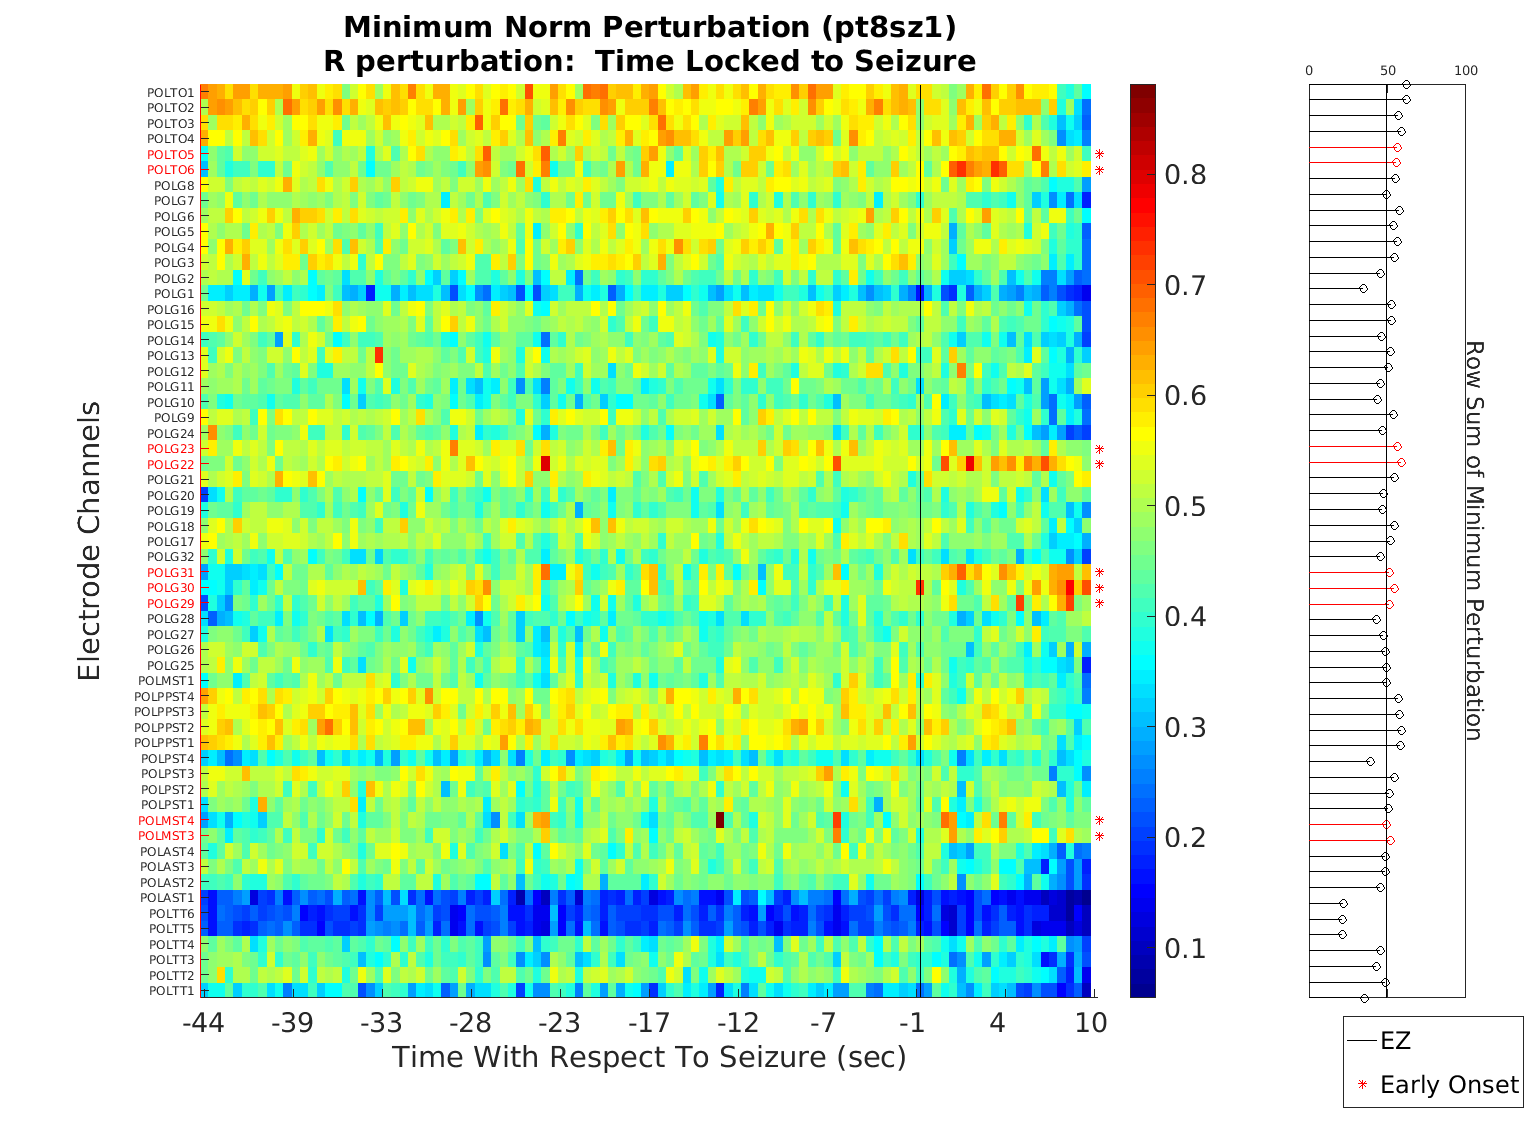 Minimum Norm Perturbation (pt8sz1)
R perturbation: Time Locked to Seizure
Electrode Channels
POLTO1
POLTO2
POLTO3
POLTO4
POLTO5
POLTO6
POLG8
POLG7
POLG6
POLG5
POLG4
POLG3
POLG2
POLG1
POLG16
POLG15
POLG14
POLG13
POLG12
POLG11
POLG10
POLG9
POLG24
POLG23
POLG22
POLG21
POLG20
POLG19
POLG18
POLG17
POLG32
POLG31
POLG30
POLG29
POLG28
POLG27
POLG26
POLG25
POLMST1
POLPPST4
POLPPST3
POLPPST2
POLPPST1
POLPST4
POLPST3
POLPST2
POLPST1
POLMST4
POLMST3
POLAST4
POLAST3
POLAST2
POLAST1
POLTT6
POLTT5
POLTT4
POLTT3
POLTT2
POLTT1
-44 -39 -33 -28 -23 -17 -12 -7 -1 4 10
Time With Respect To Seizure (sec)
0.8
0.7
0.6
0.5
0.4
0.3
0.2
0.1
0 50 100
Row Sum of Minimum Perturbation
EZ
Early Onset